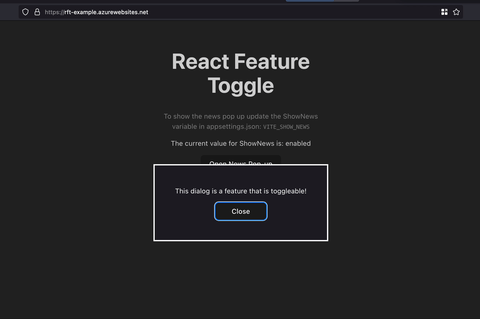 https://rft-example.azurewebsites.net
React Feature
Toggle
To show the news pop up update the ShowNews
variable in appsettings.json: VITE_SHOW_NEWS
The current value for ShowNews is: enabled
Open News Pop-up
This dialog is a feature that is toggleable!
Close